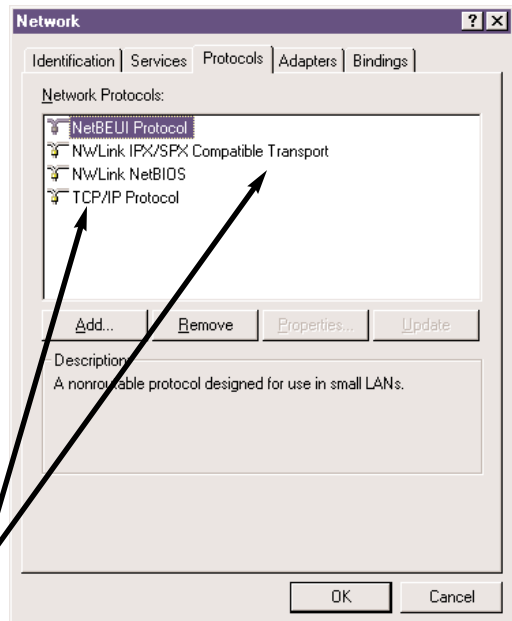 Network
Identification Services Protocols Adapters Bindings
Network Protocols:
NetBEUI Protocol
NWLink IPX/SPX Compatible Transport
NWLink NetBIOS
TCP/IP Protocol
Add... Remove Properties... Update
Description:
A nonroutable protocol designed for use in small LANs.
OK Cancel